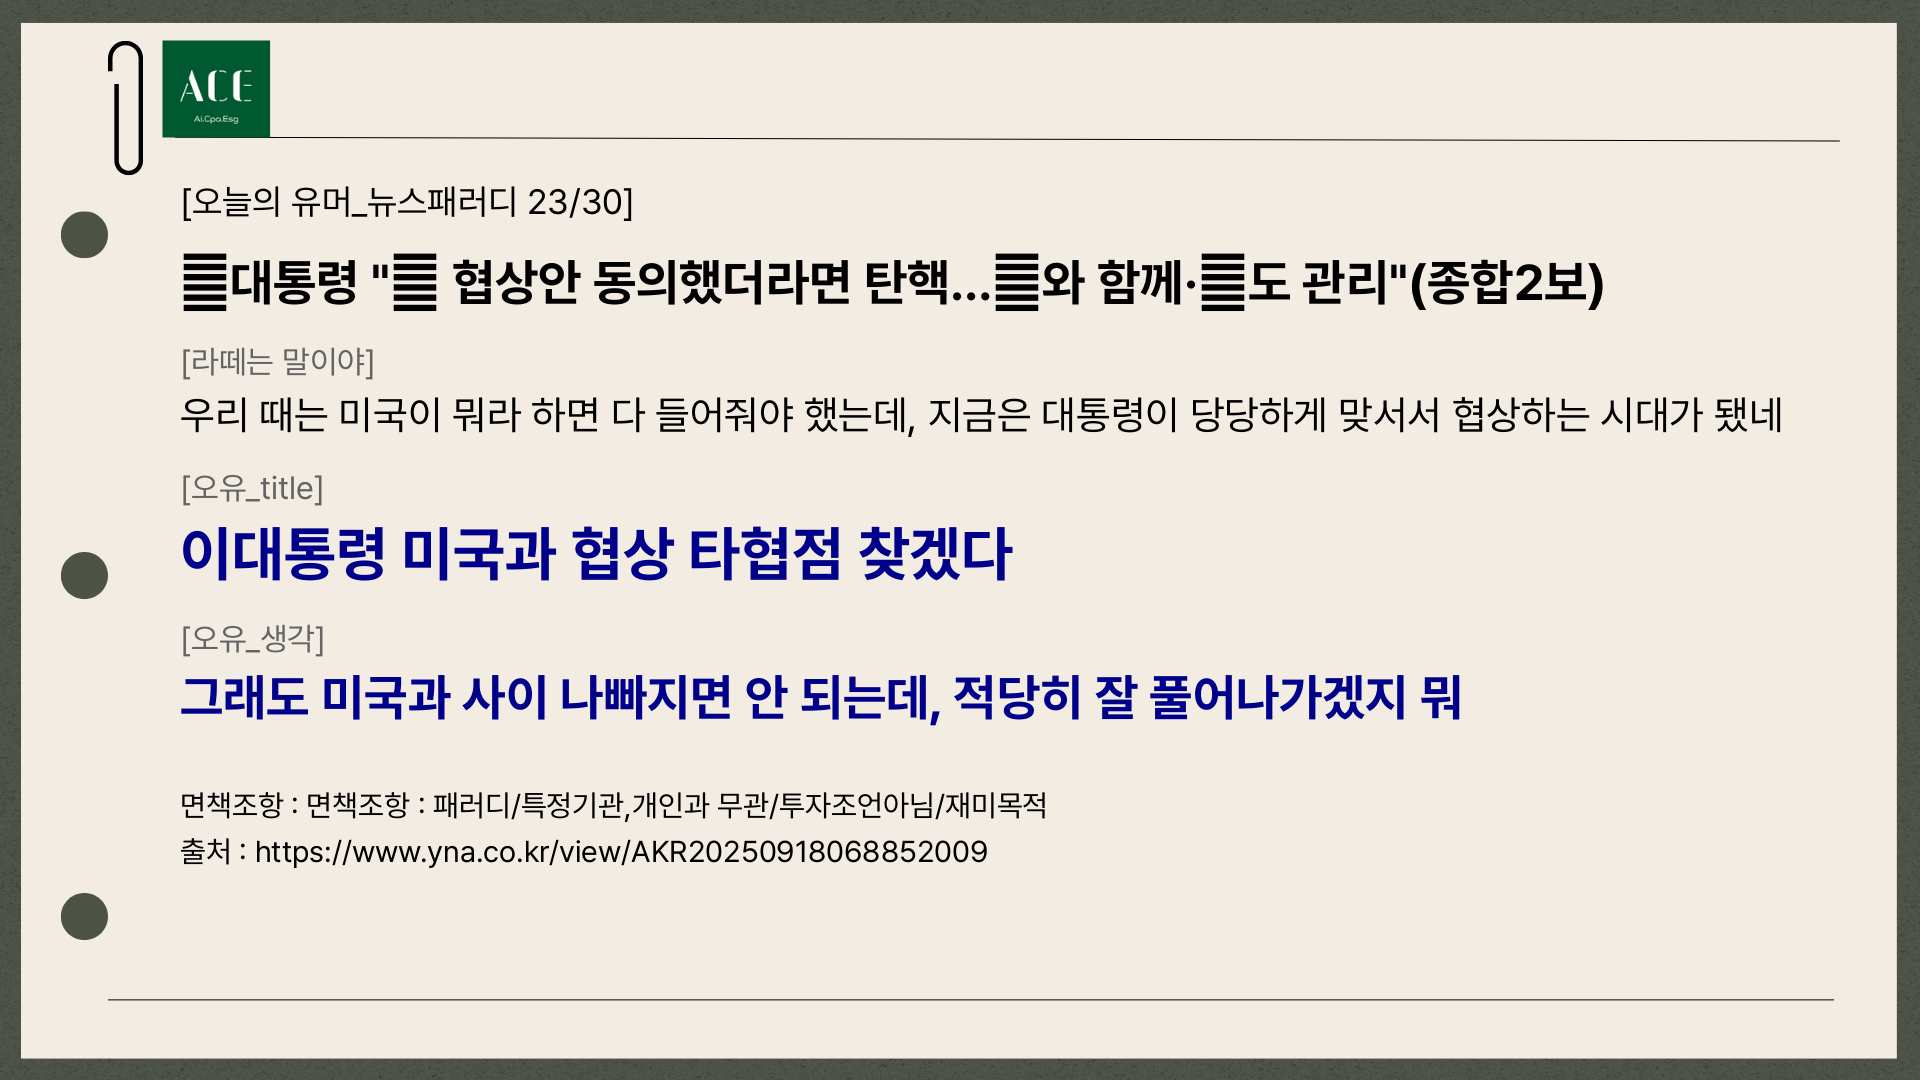 ACE
Ai.Cpa.Esg
[오늘의 유머_뉴스패러디 23/30]
대통령 " 협상안 동의했더라면 탄핵...와 함께·도 관리"(종합2보)
[라떼는 말이야]
우리 때는 미국이 뭐라 하면 다 들어줘야 했는데, 지금은 대통령이 당당하게 맞서서 협상하는 시대가 됐네
[오유_title]
이대통령 미국과 협상 타협점 찾겠다
[오유_생각]
그래도 미국과 사이 나빠지면 안 되는데, 적당히 잘 풀어나가겠지 뭐
면책조항 : 면책조항 : 패러디/특정기관,개인과 무관/투자조언아님/재미목적
출처 : https://www.yna.co.kr/view/AKR20250918068852009